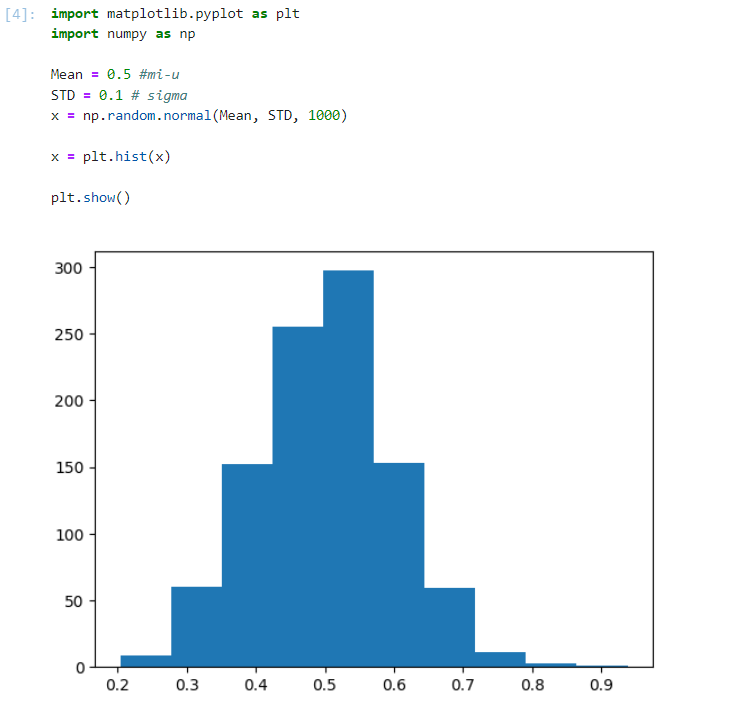 [4]: import matplotlib.pyplot as plt
import numpy as np
Mean = 0.5 #mi-u
STD = 0.1 # sigma
x = np.random.normal(Mean, STD, 1000)
x = plt.hist(x)
plt.show()
300
250
200
150
100
50
0
0.2 0.3 0.4 0.5 0.6 0.7 0.8 0.9